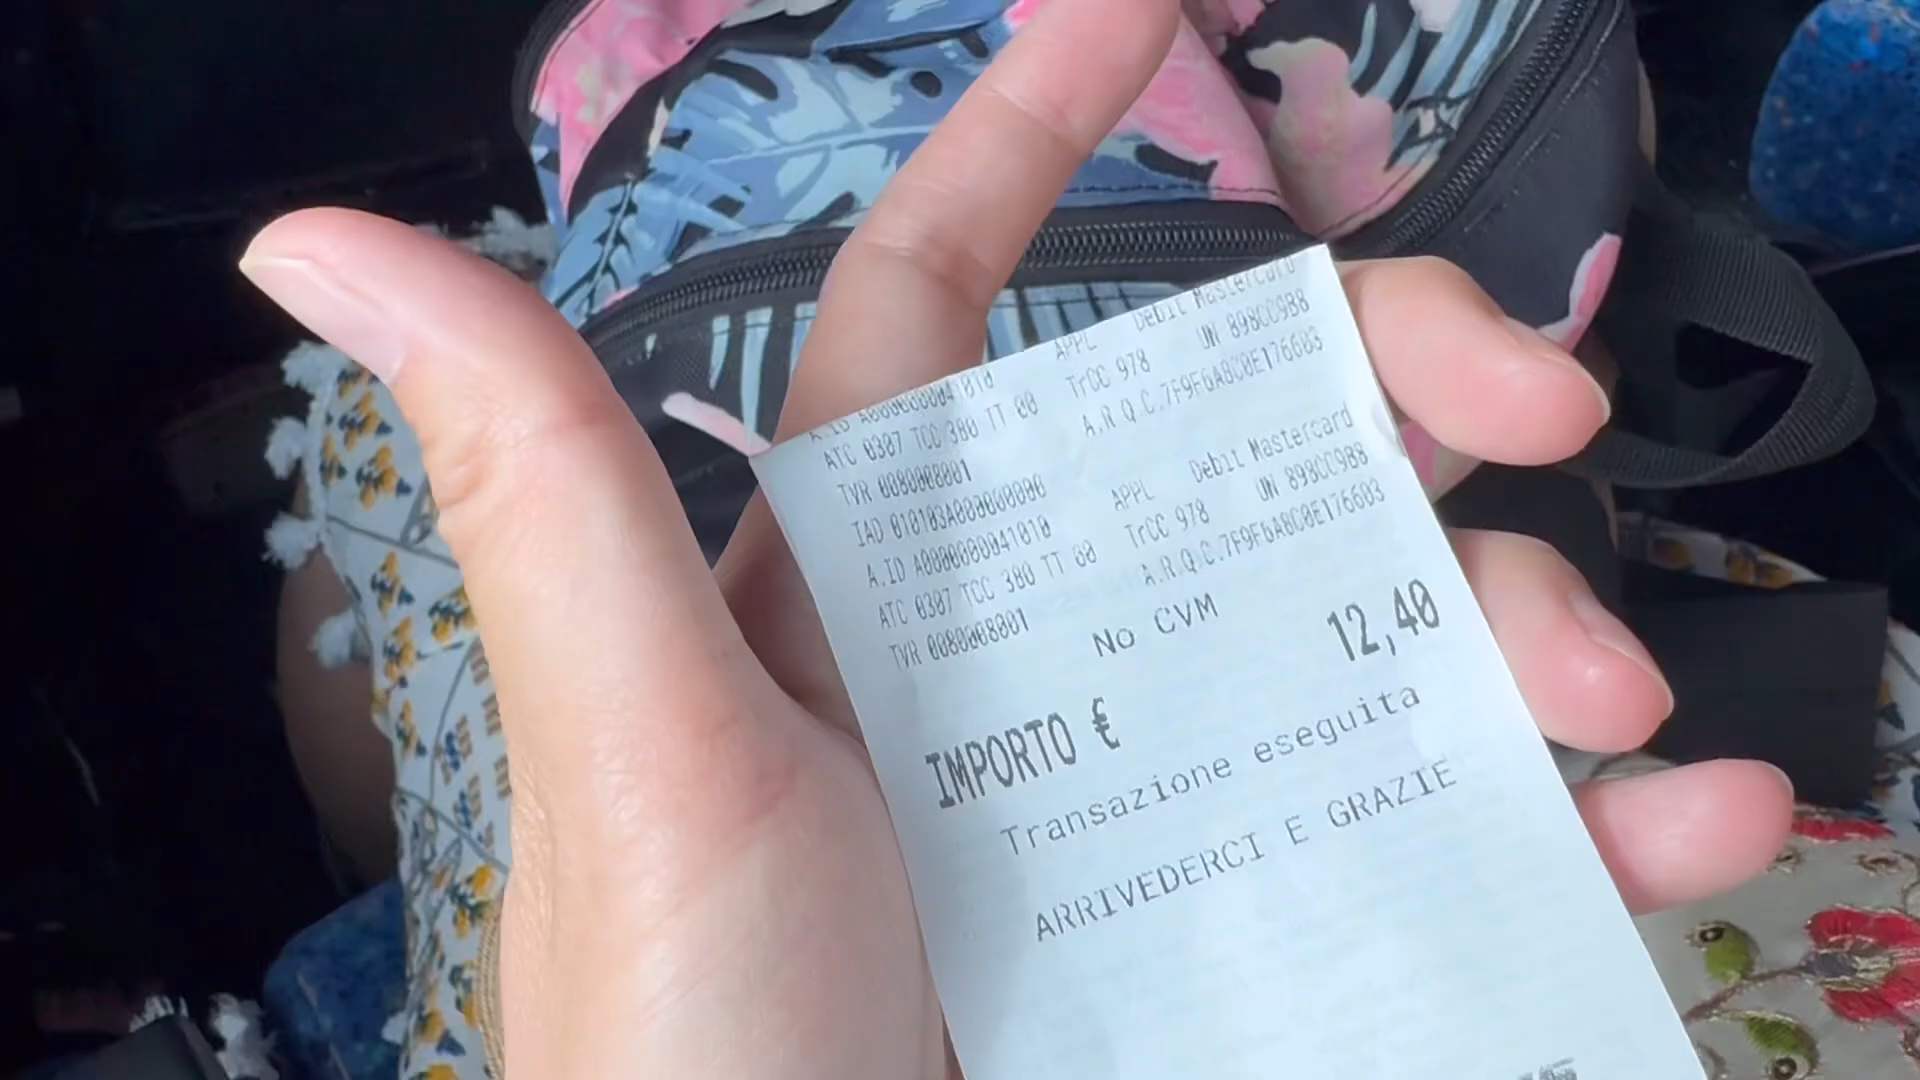 APPL Debit Mastercard
A.ID A0000000041010 TrCC 978 UN 898CC9B8
ATC 0307 TCC 380 TT 00 A.R.Q.C.7F9F6A8C0E176603
TVR 0080008001
IAD 010103A000000000
A.ID A0000000041010 APPL Debit Mastercard
ATC 0307 TCC 380 TT 00 TrCC 978 UN 898CC9B8
TVR 0080008001 A.R.Q.C.7F9F6A8C0E176603
No CVM
IMPORTO € 12,40
Transazione eseguita
ARRIVEDERCI E GRAZIE